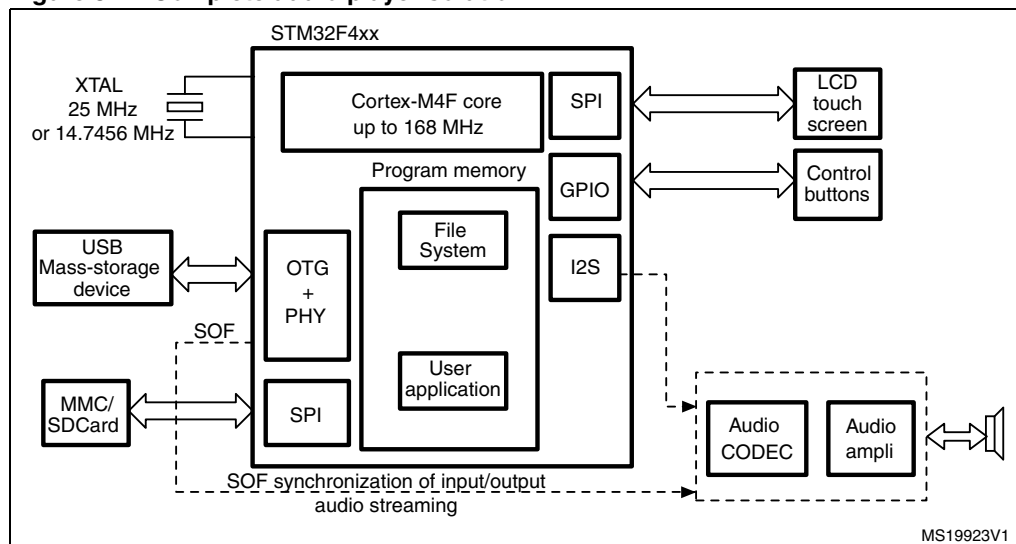 STM32F4xx
XTAL
25 MHz
or 14.7456 MHz
Cortex-M4F core
up to 168 MHz
SPI
LCD
touch
screen
Program memory
GPIO
Control
buttons
File
System
USB
Mass-storage
device
OTG
+
PHY
I2S
SOF
User
application
MMC/
SDCard
SPI
Audio
CODEC
Audio
ampli
SOF synchronization of input/output
audio streaming
MS19923V1